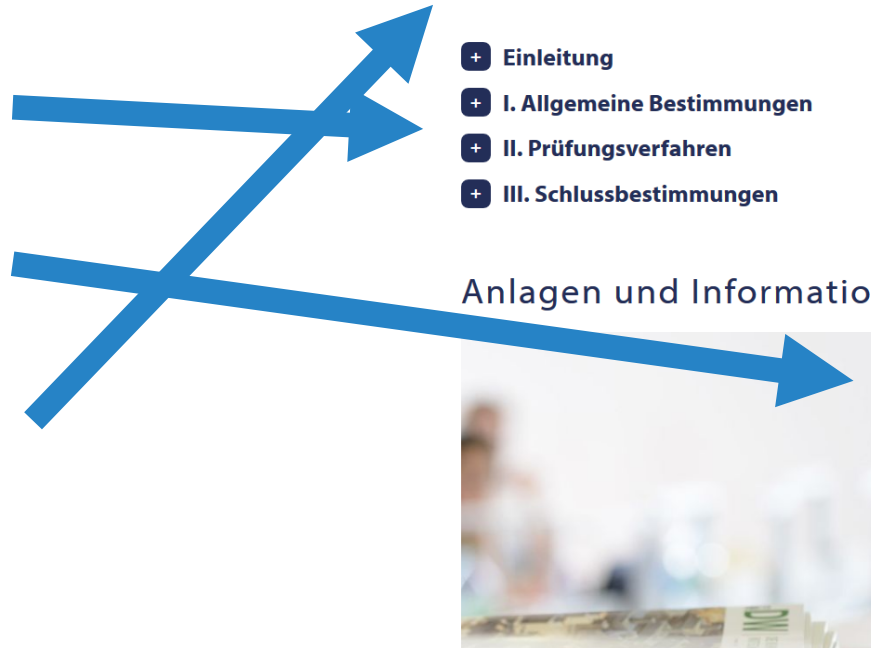 Einleitung
I. Allgemeine Bestimmungen
II. Prüfungsverfahren
III. Schlussbestimmungen
Anlagen und Informatio